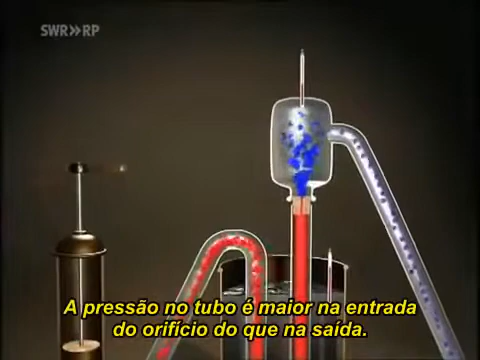 SWR»RP
A pressão no tubo é maior na entrada
do orifício do que na saída.